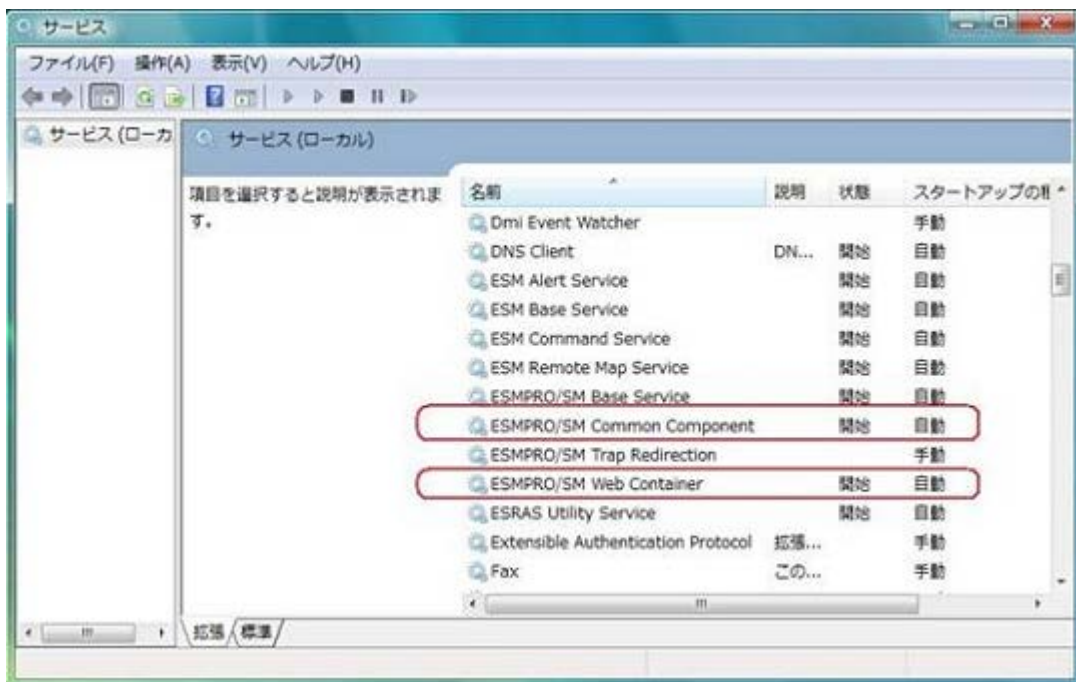 サービス
ファイル(F) 操作(A) 表示(V) ヘルプ(H)
サービス (ローカ
サービス (ローカル)
項目を選択すると説明が表示されま
す。
名前 説明 状態 スタートアップの種
Dmi Event Watcher 手動
DNS Client DN... 開始 自動
ESM Alert Service 開始 自動
ESM Base Service 開始 自動
ESM Command Service 開始 自動
ESM Remote Map Service 開始 自動
ESMPRO/SM Base Service 開始 自動
ESMPRO/SM Common Component 開始 自動
ESMPRO/SM Trap Redirection 手動
ESMPRO/SM Web Container 開始 自動
ESRAS Utility Service 開始 自動
Extensible Authentication Protocol 拡張... 手動
Fax この... 手動
拡張 標準